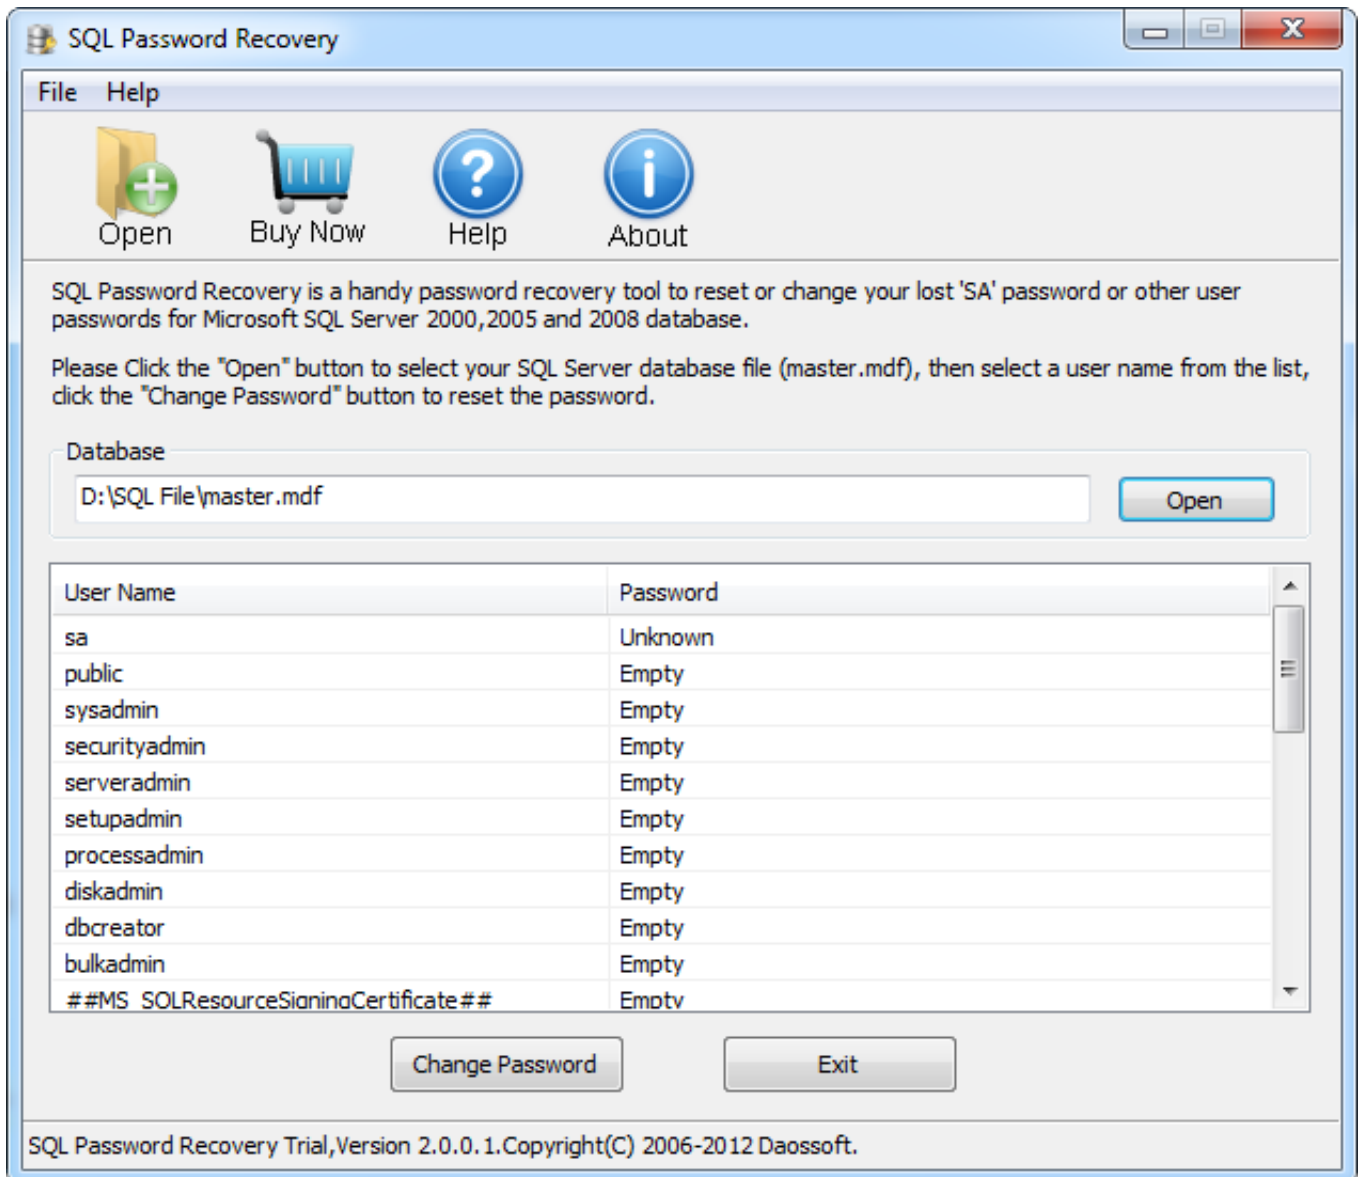 SQL Password Recovery
File Help
Open Buy Now Help About
SQL Password Recovery is a handy password recovery tool to reset or change your lost 'SA' password or other user
passwords for Microsoft SQL Server 2000,2005 and 2008 database.
Please Click the "Open" button to select your SQL Server database file (master.mdf), then select a user name from the list,
click the "Change Password" button to reset the password.
Database
D:\SQL File\master.mdf Open
User Name Password
sa Unknown
public Empty
sysadmin Empty
securityadmin Empty
serveradmin Empty
setupadmin Empty
processadmin Empty
diskadmin Empty
dbcreator Empty
bulkadmin Empty
##MS_SQLResourceSigningCertificate## Empty
Change Password Exit
SQL Password Recovery Trial,Version 2.0.0.1.Copyright(C) 2006-2012 Daossoft.